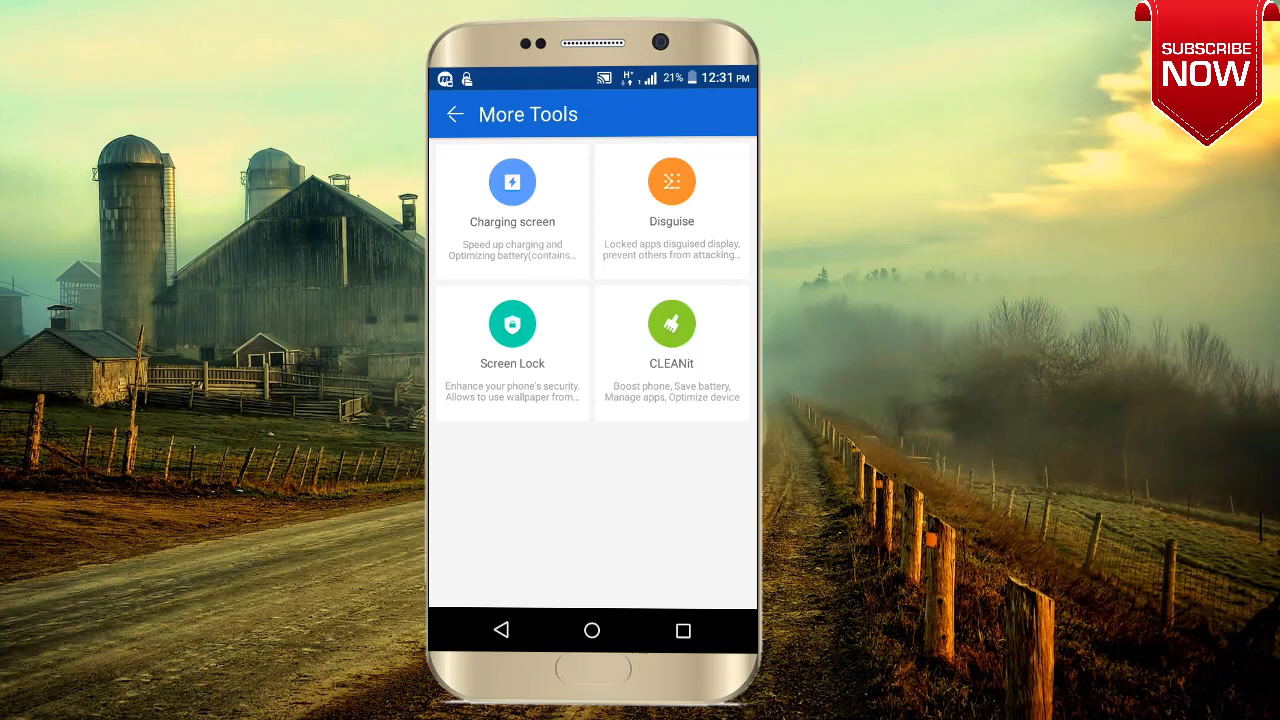 SUBSCRIBE
NOW
H+ 1 21% 12:31 PM
More Tools
Charging screen
Speed up charging and
Optimizing battery(contains...
Disguise
Locked apps disguised display,
prevent others from attacking..
Screen Lock
Enhance your phone's security.
Allows to use wallpaper from...
CLEANit
Boost phone, Save battery,
Manage apps, Optimize device